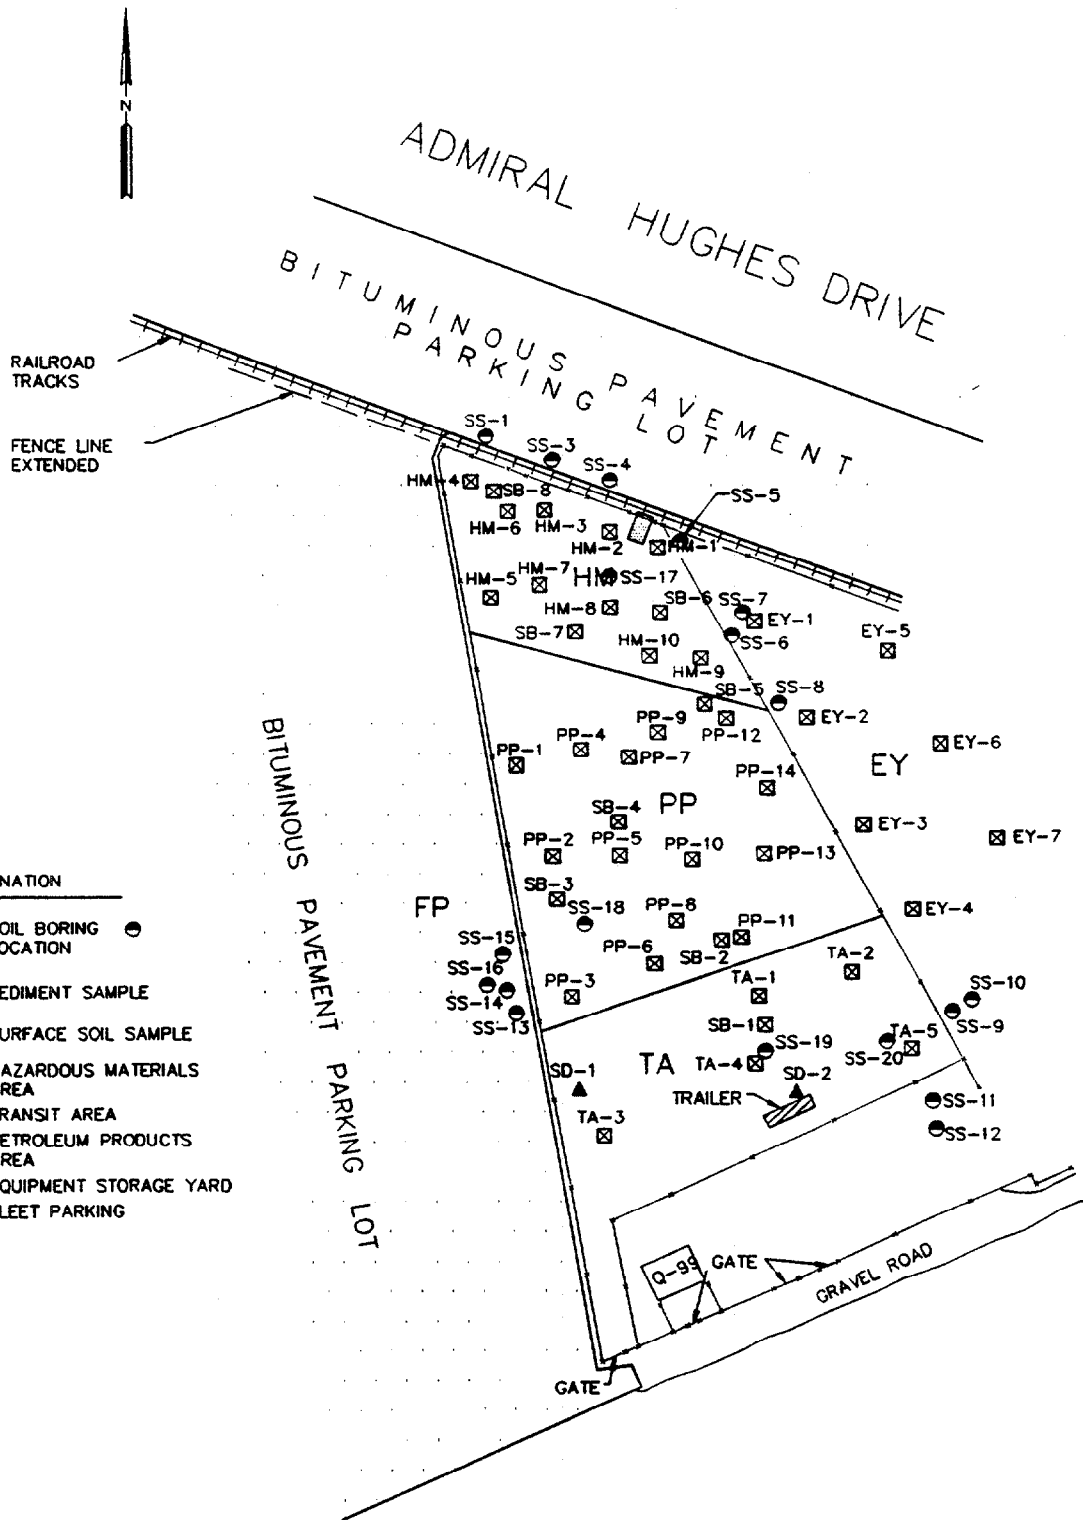 N
ADMIRAL HUGHES DRIVE
BITUMINOUS PAVEMENT
PARKING LOT
RAILROAD
TRACKS
FENCE LINE
EXTENDED
SS-1
SS-3
SS-4
SS-5
HM-4
SB-8
HM-6
HM-3
HM-2
HM-1
HM-7
HM
SS-17
HM-5
HM-8
SB-6
SS-7
EY-1
SB-7
SS-6
EY-5
HM-10
HM-9
SB-5
SS-8
PP-9
PP-12
EY-2
PP-4
PP-1
PP-7
EY-6
EY
PP-14
SB-4
PP
EY-3
EY-7
PP-2
PP-5
PP-10
PP-13
SB-3
FP
SS-18
PP-8
PP-11
EY-4
SS-15
PP-6
SB-2
TA-2
SS-16
PP-3
TA-1
SS-10
SS-14
SS-13
SB-1
SS-9
TA-5
SS-19
SS-20
TA
TA-4
SD-1
SD-2
TRAILER
SS-11
TA-3
SS-12
BITUMINOUS PAVEMENT PARKING LOT
NATION
OIL BORING
OCATION
EDIMENT SAMPLE
URFACE SOIL SAMPLE
AZARDOUS MATERIALS
REA
RANSIT AREA
ETROLEUM PRODUCTS
REA
QUIPMENT STORAGE YARD
LEET PARKING
Q-99
GATE
GRAVEL ROAD
GATE